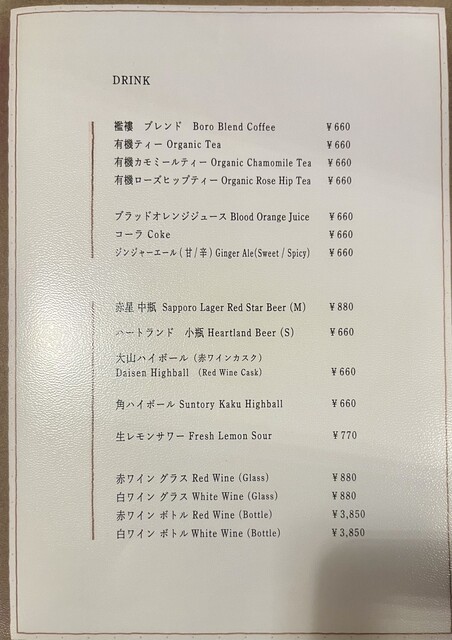 DRINK
襤褸 ブレンド Boro Blend Coffee ¥660
有機ティー Organic Tea ¥660
有機カモミールティー Organic Chamomile Tea ¥660
有機ローズヒップティー Organic Rose Hip Tea ¥660
ブラッドオレンジジュース Blood Orange Juice ¥660
コーラ Coke ¥660
ジンジャーエール(甘/辛) Ginger Ale(Sweet / Spicy) ¥660
赤星 中瓶 Sapporo Lager Red Star Beer (M) ¥880
ハートランド 小瓶 Heartland Beer (S) ¥660
大山ハイボール (赤ワインカスク)
Daisen Highball (Red Wine Cask) ¥660
角ハイボール Suntory Kaku Highball ¥660
生レモンサワー Fresh Lemon Sour ¥770
赤ワイン グラス Red Wine (Glass) ¥880
白ワイン グラス White Wine (Glass) ¥880
赤ワイン ボトル Red Wine (Bottle) ¥3,850
白ワイン ボトル White Wine (Bottle) ¥3,850